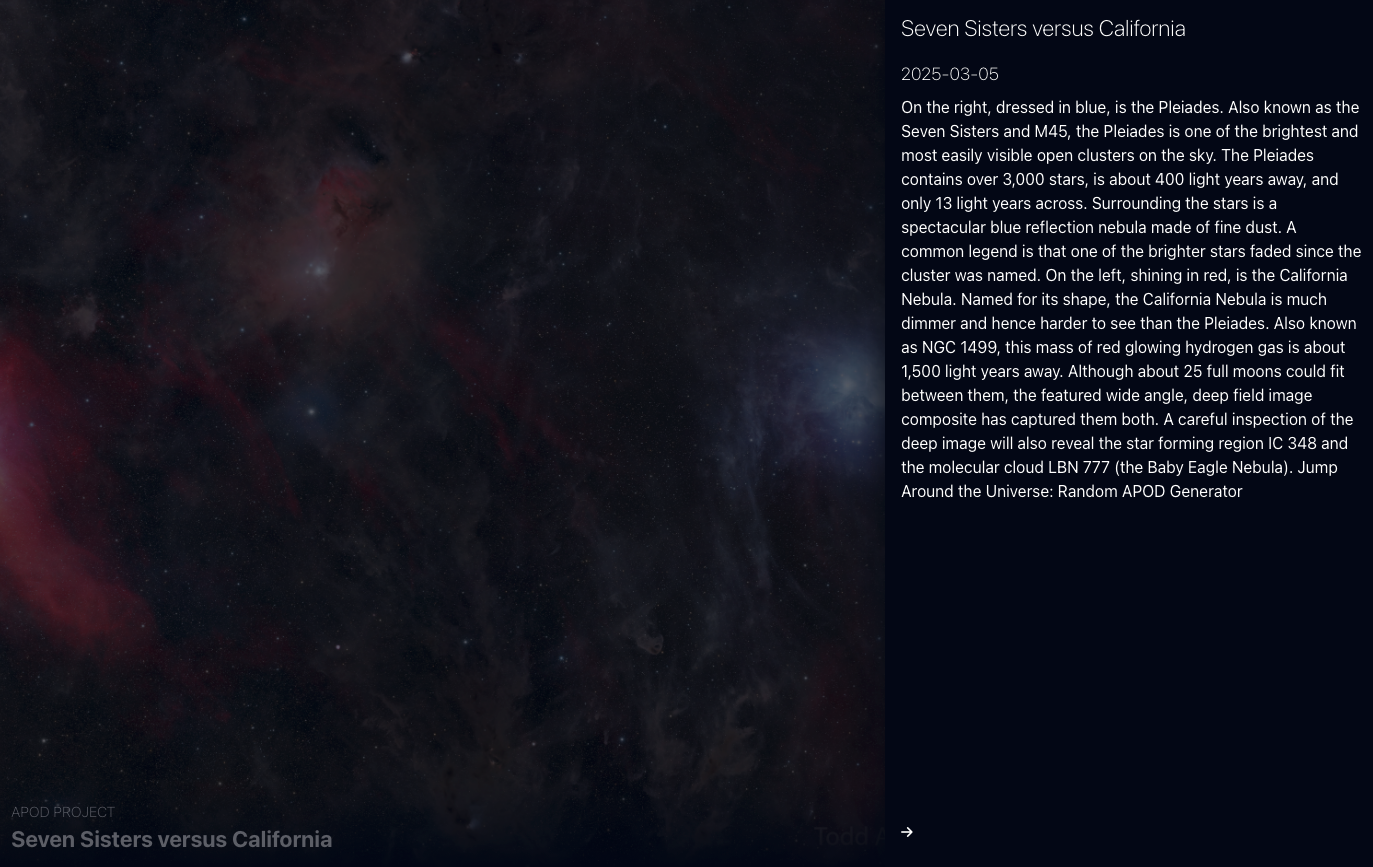 Seven Sisters versus California
2025-03-05
On the right, dressed in blue, is the Pleiades. Also known as the
Seven Sisters and M45, the Pleiades is one of the brightest and
most easily visible open clusters on the sky. The Pleiades
contains over 3,000 stars, is about 400 light years away, and
only 13 light years across. Surrounding the stars is a
spectacular blue reflection nebula made of fine dust. A
common legend is that one of the brighter stars faded since the
cluster was named. On the left, shining in red, is the California
Nebula. Named for its shape, the California Nebula is much
dimmer and hence harder to see than the Pleiades. Also known
as NGC 1499, this mass of red glowing hydrogen gas is about
1,500 light years away. Although about 25 full moons could fit
between them, the featured wide angle, deep field image
composite has captured them both. A careful inspection of the
deep image will also reveal the star forming region IC 348 and
the molecular cloud LBN 777 (the Baby Eagle Nebula). Jump
Around the Universe: Random APOD Generator
APOD PROJECT
Seven Sisters versus California
Todd